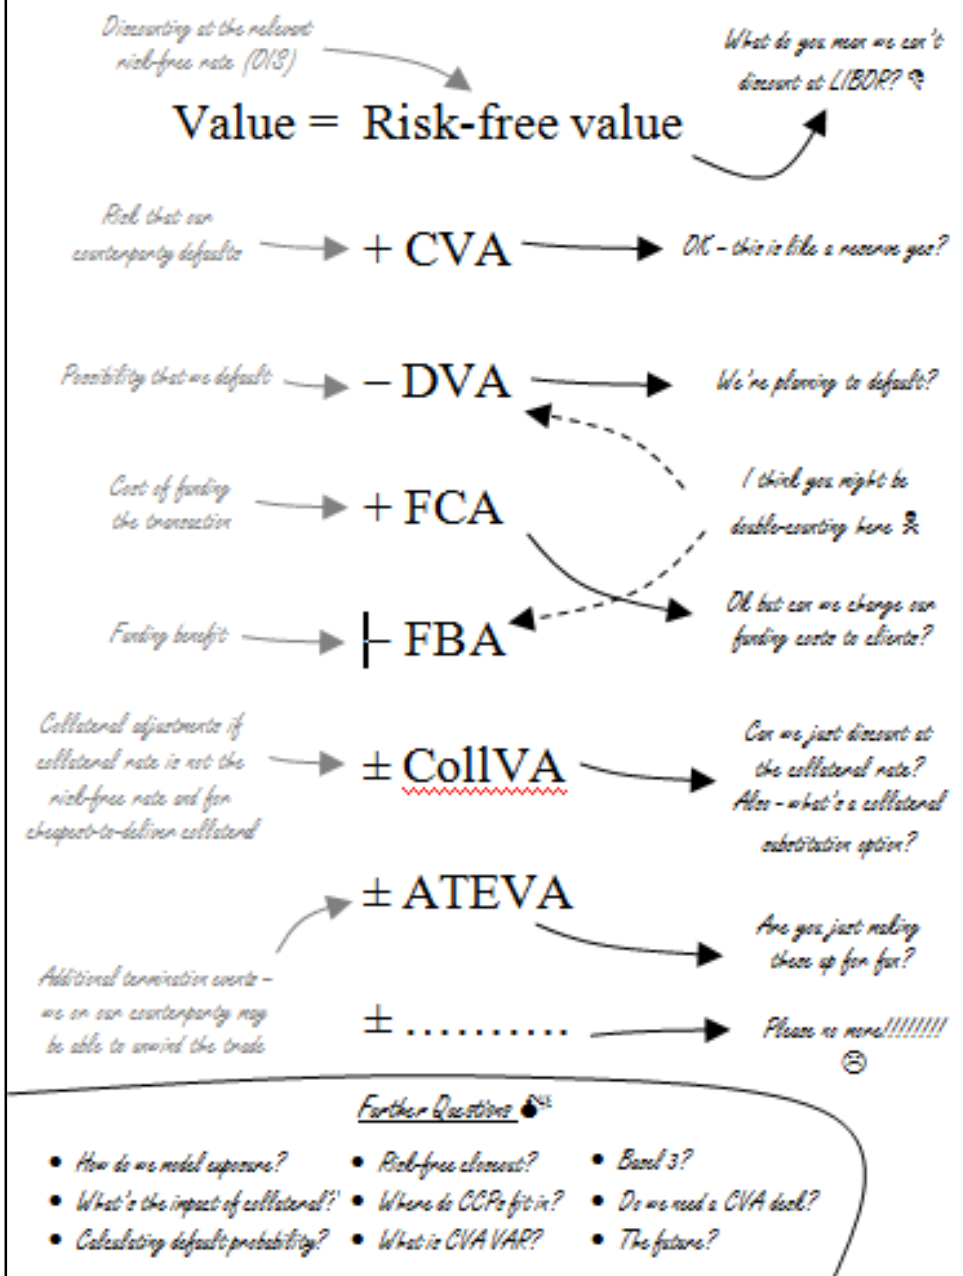 Discounting at the relevant
risk-free rate (OIS)
What do you mean we can't
discount at LIBOR?
Value = Risk-free value
Risk that our
counterparty defaults
+ CVA
OK – this is like a reserve yes?
Possibility that we default
– DVA
We're planning to default?
Cost of funding
the transaction
+ FCA
I think you might be
double-counting here
Ok but can we charge our
funding costs to clients?
Funding benefit
– FBA
Collateral adjustments if
collateral rate is not the
risk-free rate and for
cheapest-to-deliver collateral
± CollVA
Can we just discount at
the collateral rate?
Also – what's a collateral
substitution option?
± ATEVA
Are you just making
these up for fun?
Additional termination events –
we or our counterparty may
be able to unwind the trade
± ..........
Please no more!!!!!!!!!
☹
Further Questions
• How do we model exposure?
• What's the impact of collateral?'
• Calculating default probability?
• Risk-free closeout?
• Where do CCPs fit in?
• What is CVA VAR?
• Basel 3?
• Do we need a CVA desk?
• The future?